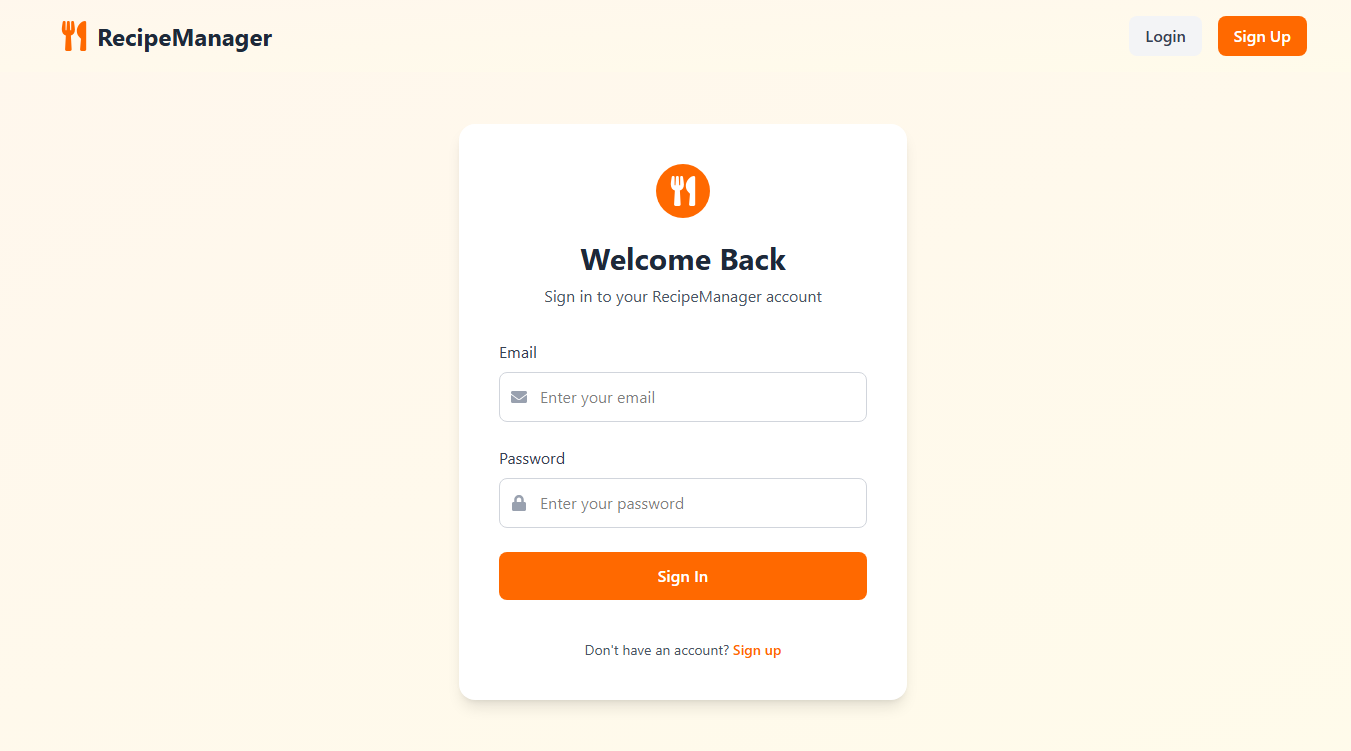 RecipeManager
Login
Sign Up
Welcome Back
Sign in to your RecipeManager account
Email
Enter your email
Password
Enter your password
Sign In
Don't have an account? Sign up